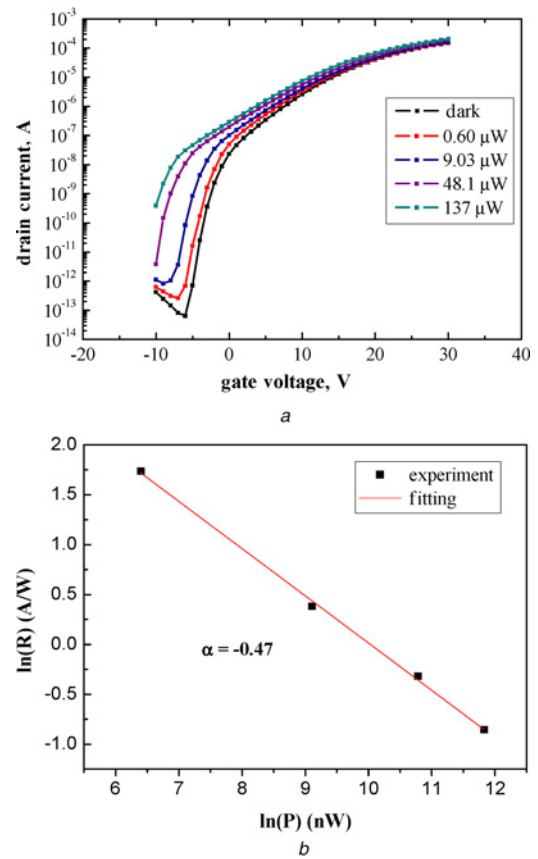 10⁻³
10⁻⁴
10⁻⁵
10⁻⁶
10⁻⁷
10⁻⁸
10⁻⁹
10⁻¹⁰
10⁻¹¹
10⁻¹²
10⁻¹³
10⁻¹⁴
drain current, A
dark
0.60 μW
9.03 μW
48.1 μW
137 μW
-20 -10 0 10 20 30 40
gate voltage, V
a
2.0
1.5
1.0
0.5
0.0
-0.5
-1.0
ln(R) (A/W)
experiment
fitting
α = -0.47
6 7 8 9 10 11 12
ln(P) (nW)
b